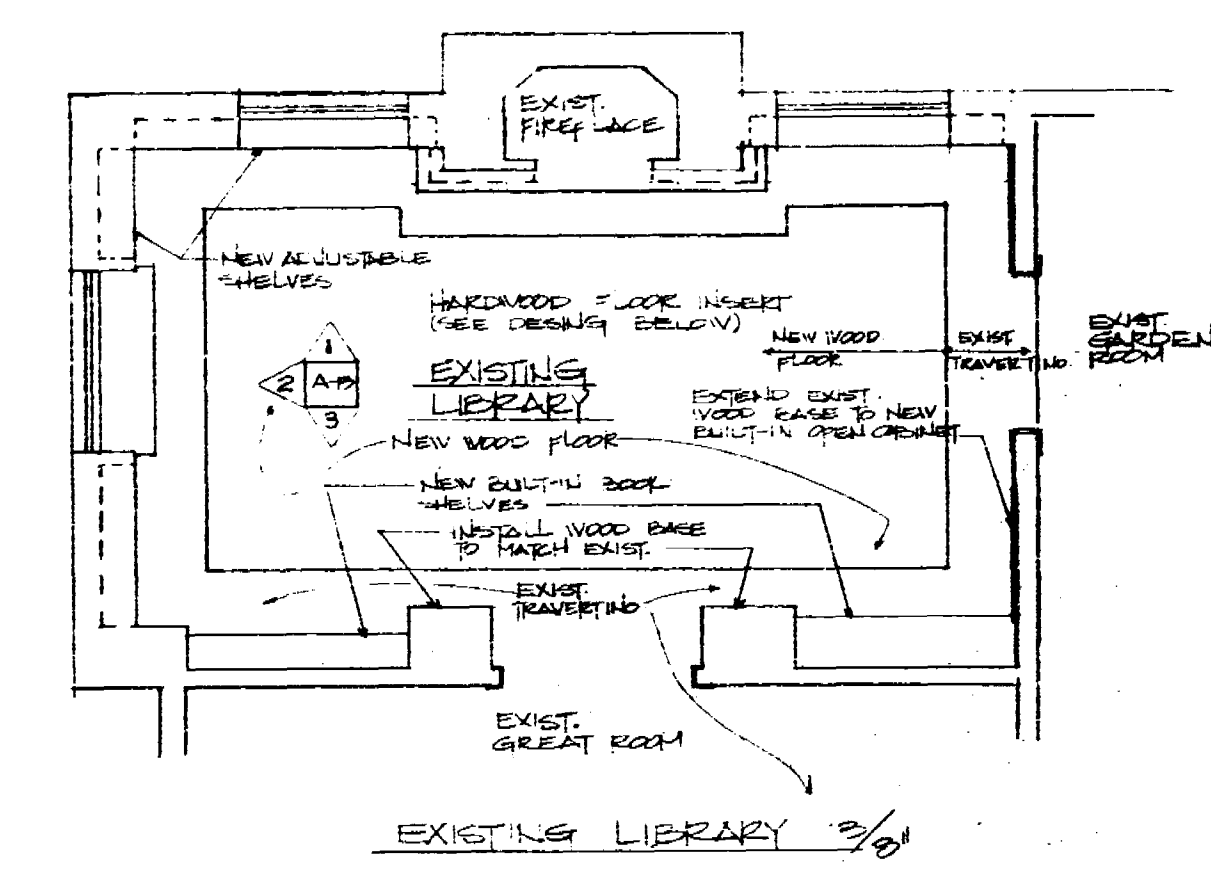 EXIST.
FIREPLACE
NEW ADJUSTABLE
SHELVES
HARDWOOD FLOOR INSERT
(SEE DESING BELOW)
NEW WOOD
FLOOR
EXIST
TRAVERTINO
EXIST.
GARDEN
ROOM
1
2
A-13
3
EXISTING
LIBRARY
EXTEND EXIST.
WOOD BASE TO NEW
BUILT-IN OPEN CABINET
NEW WOOD FLOOR
NEW BUILT-IN BOOK
SHELVES
INSTALL WOOD BASE
TO MATCH EXIST.
EXIST.
TRAVERTINO
EXIST.
GREAT ROOM
EXISTING LIBRARY 3/8"